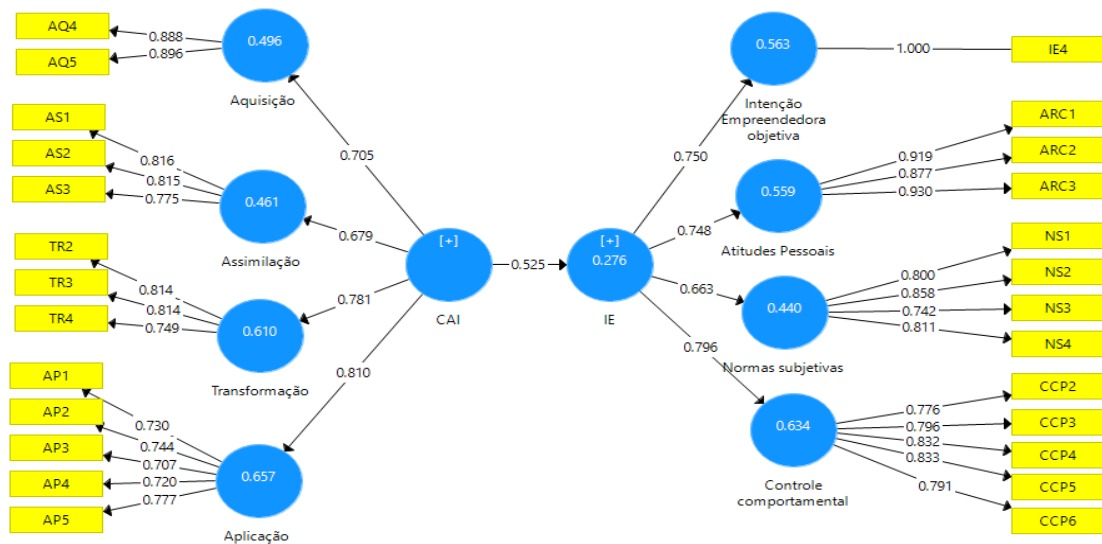 AQ4
AQ5
0.888
0.896
0.496
Aquisição
AS1
AS2
AS3
0.816
0.815
0.775
0.461
Assimilação
TR2
TR3
TR4
0.814
0.814
0.749
0.610
Transformação
AP1
AP2
AP3
AP4
AP5
0.730
0.744
0.707
0.720
0.777
0.657
Aplicação
0.705
0.679
0.781
0.810
[+]
CAI
0.525
[+]
0.276
IE
0.750
0.748
0.663
0.796
0.563
Intenção
Empreendedora
objetiva
1.000
IE4
0.559
Atitudes Pessoais
0.919
0.877
0.930
ARC1
ARC2
ARC3
0.440
Normas subjetivas
0.800
0.858
0.742
0.811
NS1
NS2
NS3
NS4
0.634
Controle
comportamental
0.776
0.796
0.832
0.833
0.791
CCP2
CCP3
CCP4
CCP5
CCP6